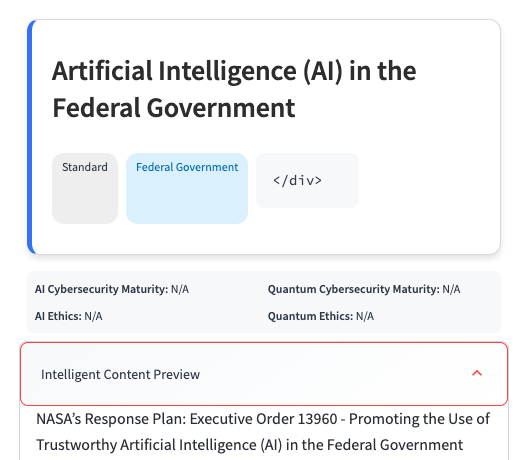 Artificial Intelligence (AI) in the
Federal Government
Standard
Federal Government
</div>
AI Cybersecurity Maturity: N/A
Quantum Cybersecurity Maturity: N/A
AI Ethics: N/A
Quantum Ethics: N/A
Intelligent Content Preview
NASA’s Response Plan: Executive Order 13960 - Promoting the Use of
Trustworthy Artificial Intelligence (AI) in the Federal Government